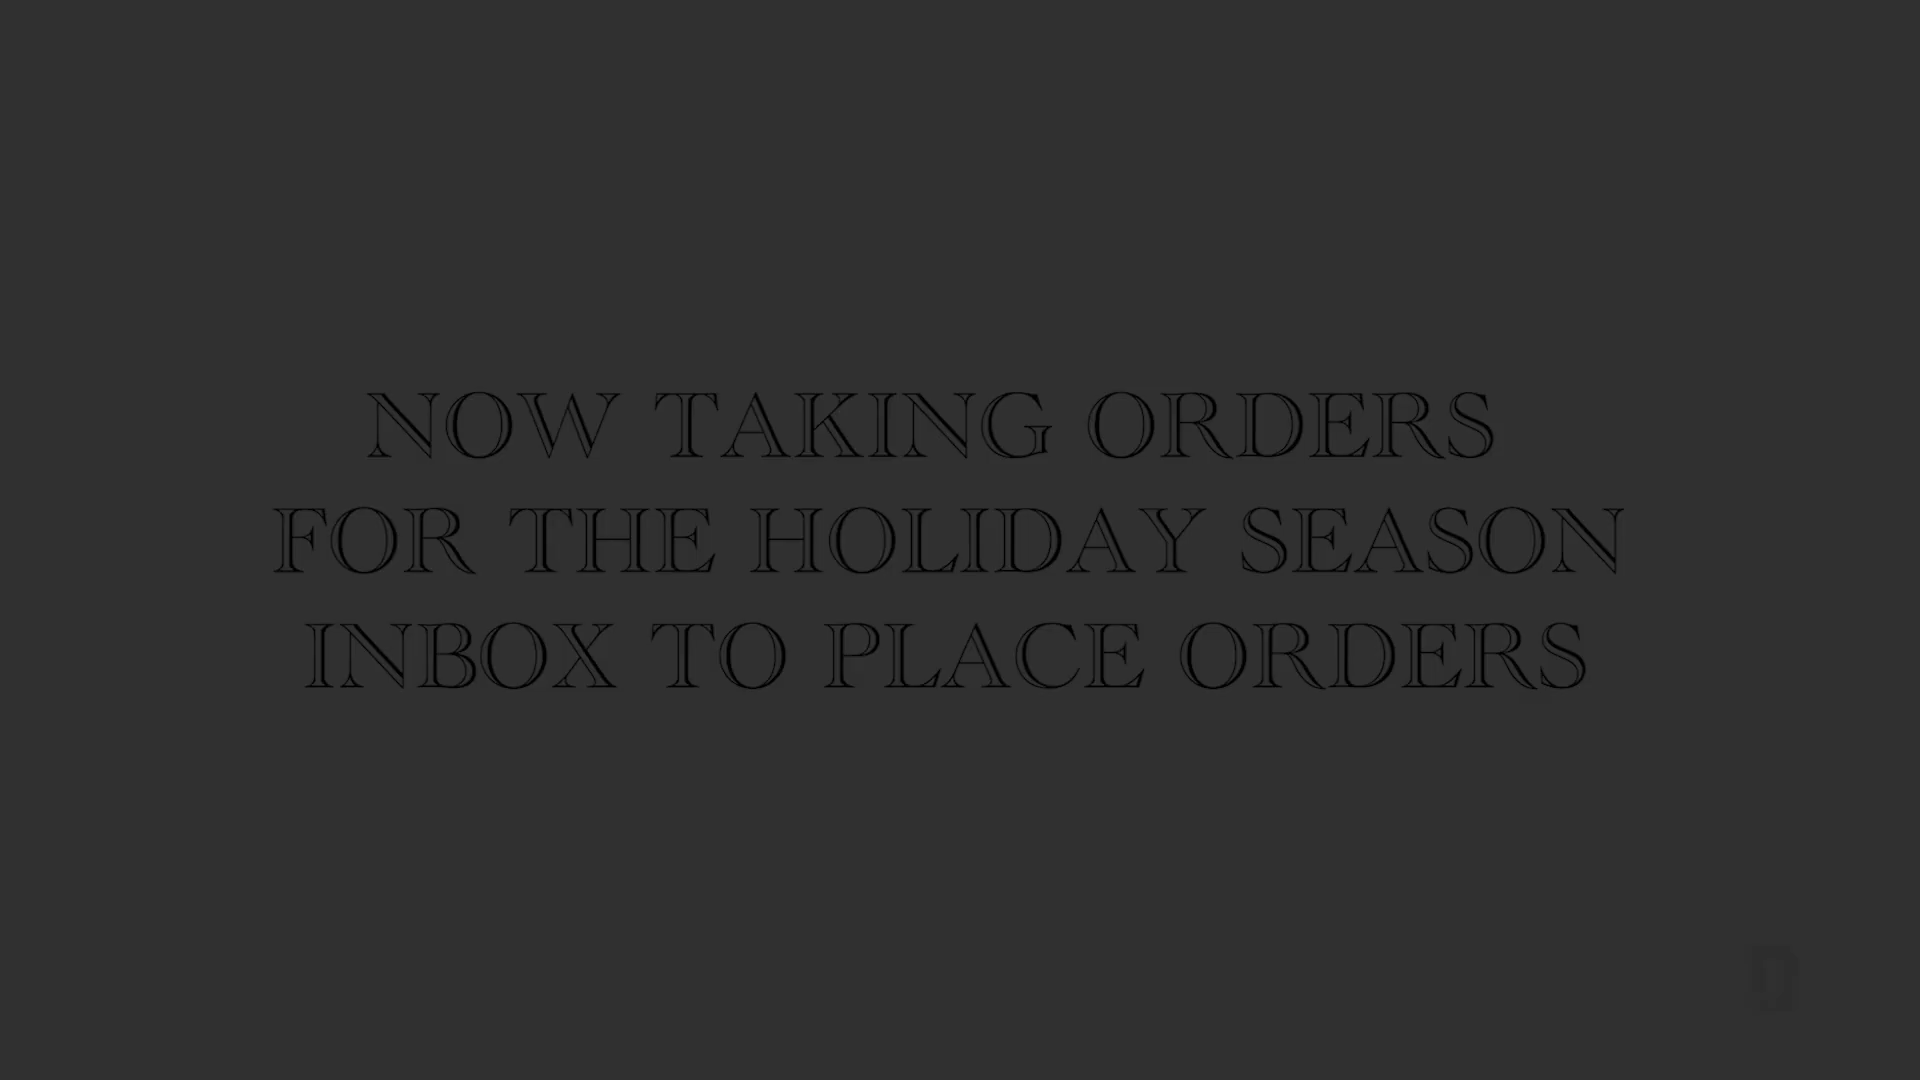 NOW TAKING ORDERS
FOR THE HOLIDAY SEASON
INBOX TO PLACE ORDERS